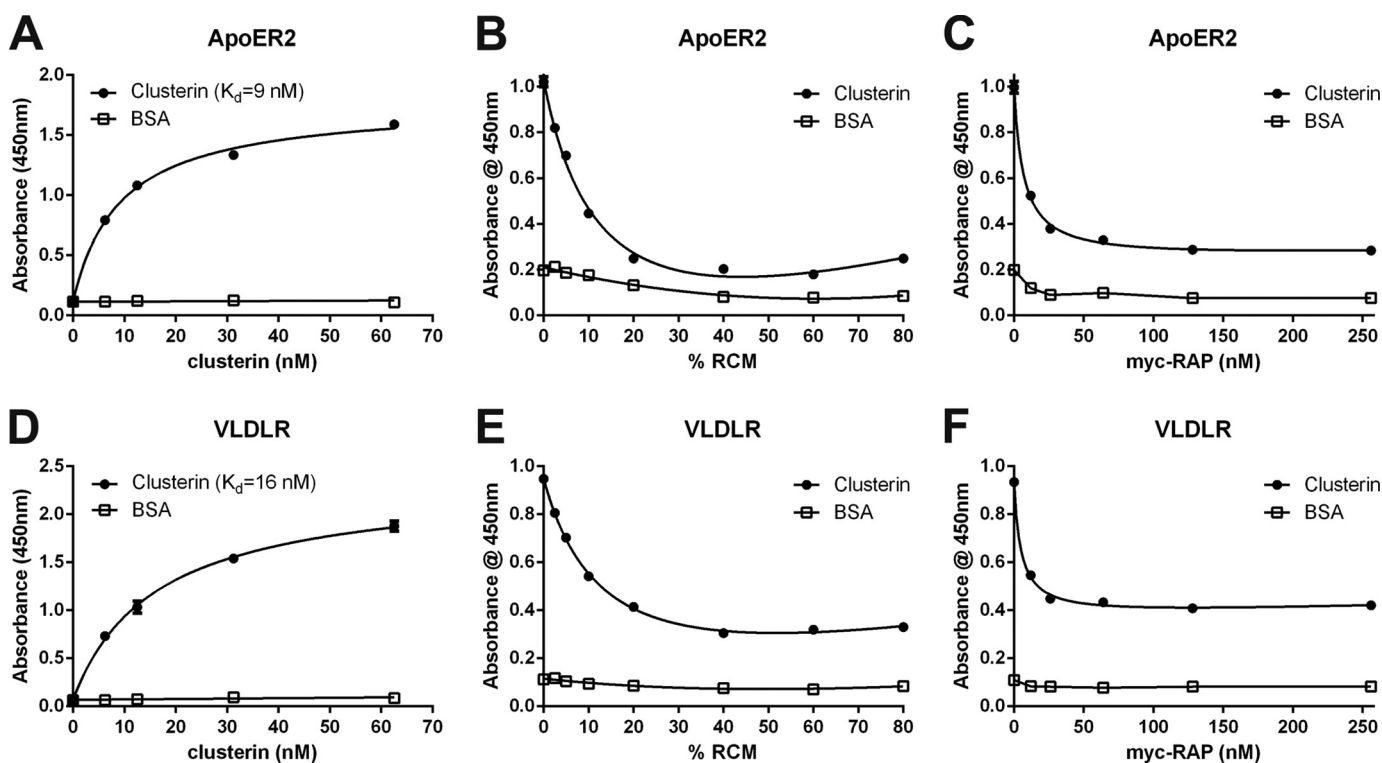 A
ApoER2
Absorbance (450nm)
2.0
1.5
1.0
0.5
0.0
Clusterin (Kd=9 nM)
BSA
0 10 20 30 40 50 60 70
clusterin (nM)
B
ApoER2
Absorbance @ 450nm
1.0
0.8
0.6
0.4
0.2
0.0
Clusterin
BSA
0 10 20 30 40 50 60 70 80
% RCM
C
ApoER2
Absorbance @ 450nm
1.0
0.8
0.6
0.4
0.2
0.0
Clusterin
BSA
0 50 100 150 200 250
myc-RAP (nM)
D
VLDLR
Absorbance (450nm)
2.5
2.0
1.5
1.0
0.5
0.0
Clusterin (Kd=16 nM)
BSA
0 10 20 30 40 50 60 70
clusterin (nM)
E
VLDLR
Absorbance @ 450nm
1.0
0.8
0.6
0.4
0.2
0.0
Clusterin
BSA
0 10 20 30 40 50 60 70 80
% RCM
F
VLDLR
Absorbance @ 450nm
1.0
0.8
0.6
0.4
0.2
0.0
Clusterin
BSA
0 50 100 150 200 250
myc-RAP (nM)